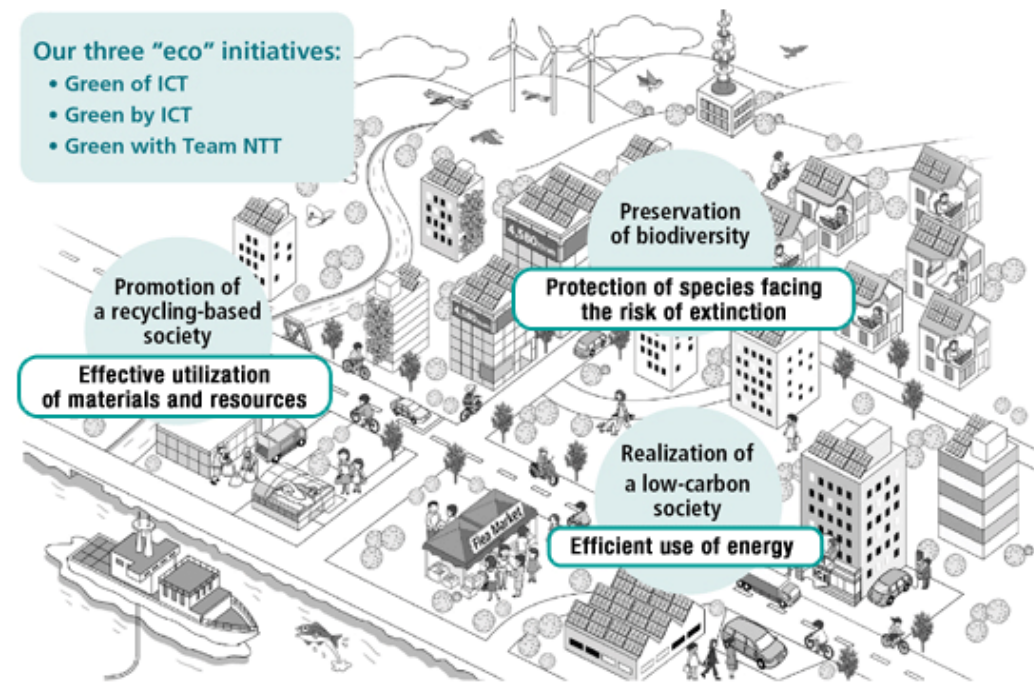 Our three “eco” initiatives:
• Green of ICT
• Green by ICT
• Green with Team NTT
Preservation
of biodiversity
Protection of species facing
the risk of extinction
Promotion of
a recycling-based
society
Effective utilization
of materials and resources
Realization of
a low-carbon
society
Efficient use of energy
Flea Market